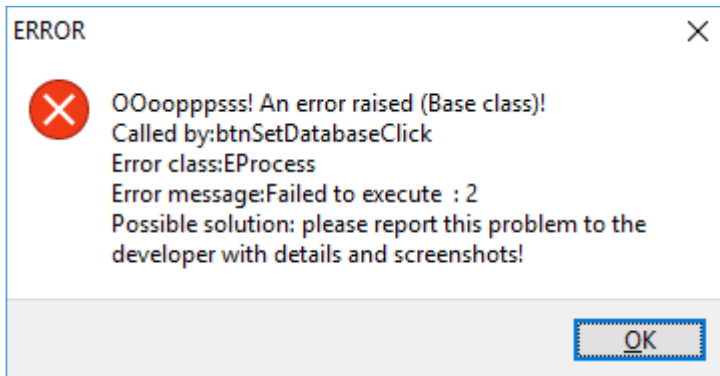 ERROR
OOoopppsss! An error raised (Base class)!
Called by:btnSetDatabaseClick
Error class:EProcess
Error message:Failed to execute  : 2
Possible solution: please report this problem to the
developer with details and screenshots!
OK